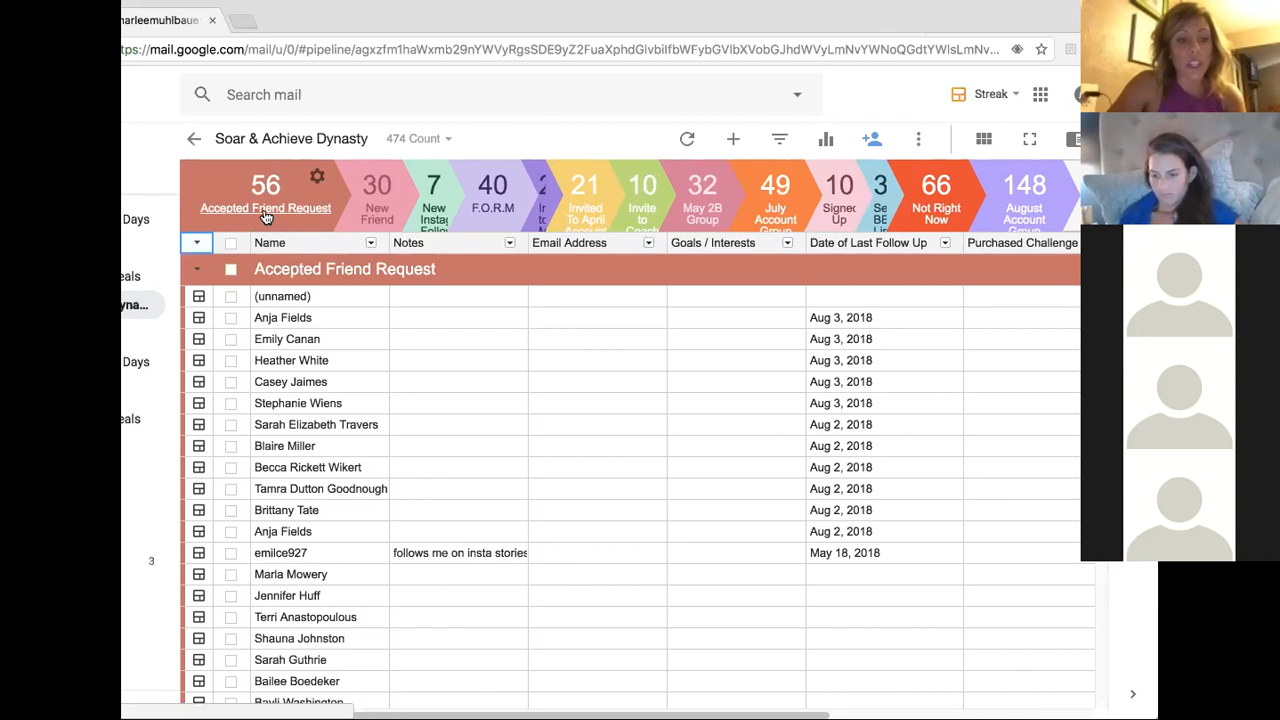 harleemuhlbaue
tps://mail.google.com/mail/u/0/#pipeline/
Search mail
Streak
Soar & Achieve Dynasty 474 Count
56 Accepted Friend Request
30 New Friend
7 New
40 F.O.R.M
21 Invited To April
10 Invite to Coach
32 May 2B Group
49 July Account Group
10 Signed Up
3
66 Not Right Now
148 August Account Group
Name Notes Email Address Goals / Interests Date of Last Follow Up Purchased Challenge
Accepted Friend Request
(unnamed)
Anja Fields Aug 3, 2018
Emily Canan Aug 3, 2018
Heather White Aug 3, 2018
Casey Jaimes Aug 3, 2018
Stephanie Wiens Aug 3, 2018
Sarah Elizabeth Travers Aug 2, 2018
Blaire Miller Aug 2, 2018
Becca Rickett Wikert Aug 2, 2018
Tamra Dutton Goodnough Aug 2, 2018
Brittany Tate Aug 2, 2018
Anja Fields Aug 2, 2018
emilce927 follows me on insta stories May 18, 2018
Marla Mowery
Jennifer Huff
Terri Anastopoulous
Shauna Johnston
Sarah Guthrie
Bailee Boedeker
Bayli Washington
Days
eals
yna...
Days
eals
3